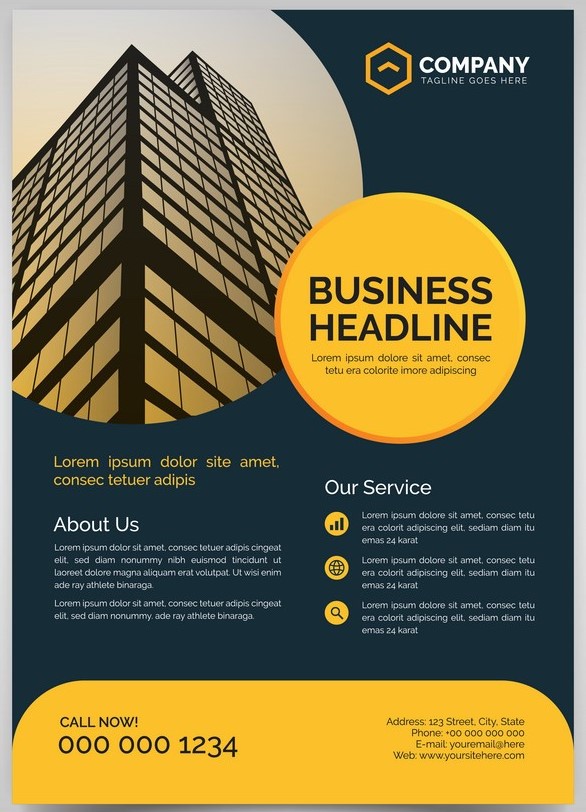 COMPANY
TAGLINE GOES HERE
BUSINESS
HEADLINE
Lorem ipsum dolor sit amet, consec
tetu era colorite imore adipiscing
Lorem ipsum dolor site amet,
consec tetuer adipis
About Us
Lorem ipsum dolor sit amet, consec tetuer adipis cingeat
elit, sed diam nonummy nibh euismod tincidunt ut
laoreet dolore magna aliquam erat volutpat. Ut wisi enim
ade ray athlete binaraga.
Lorem ipsum dolor sit amet, consec tetuer adipis cingeat
elit, sed diam nonummy. ade ray athlete binaraga.
Our Service
Lorem ipsum dolor sit amet, consec tetu
era colorit adipiscing elit, sediam diam itu
emas 24 karat
Lorem ipsum dolor sit amet, consec tetu
era colorit adipiscing elit, sediam diam itu
emas 24 karat
Lorem ipsum dolor sit amet, consec tetu
era colorit adipiscing elit, sediam diam itu
emas 24 karat
CALL NOW!
000 000 1234
Address: 123 Street, City, State
Phone: +00 000 000 000
E-mail: youremail@here
Web: www.yoursitehere.com